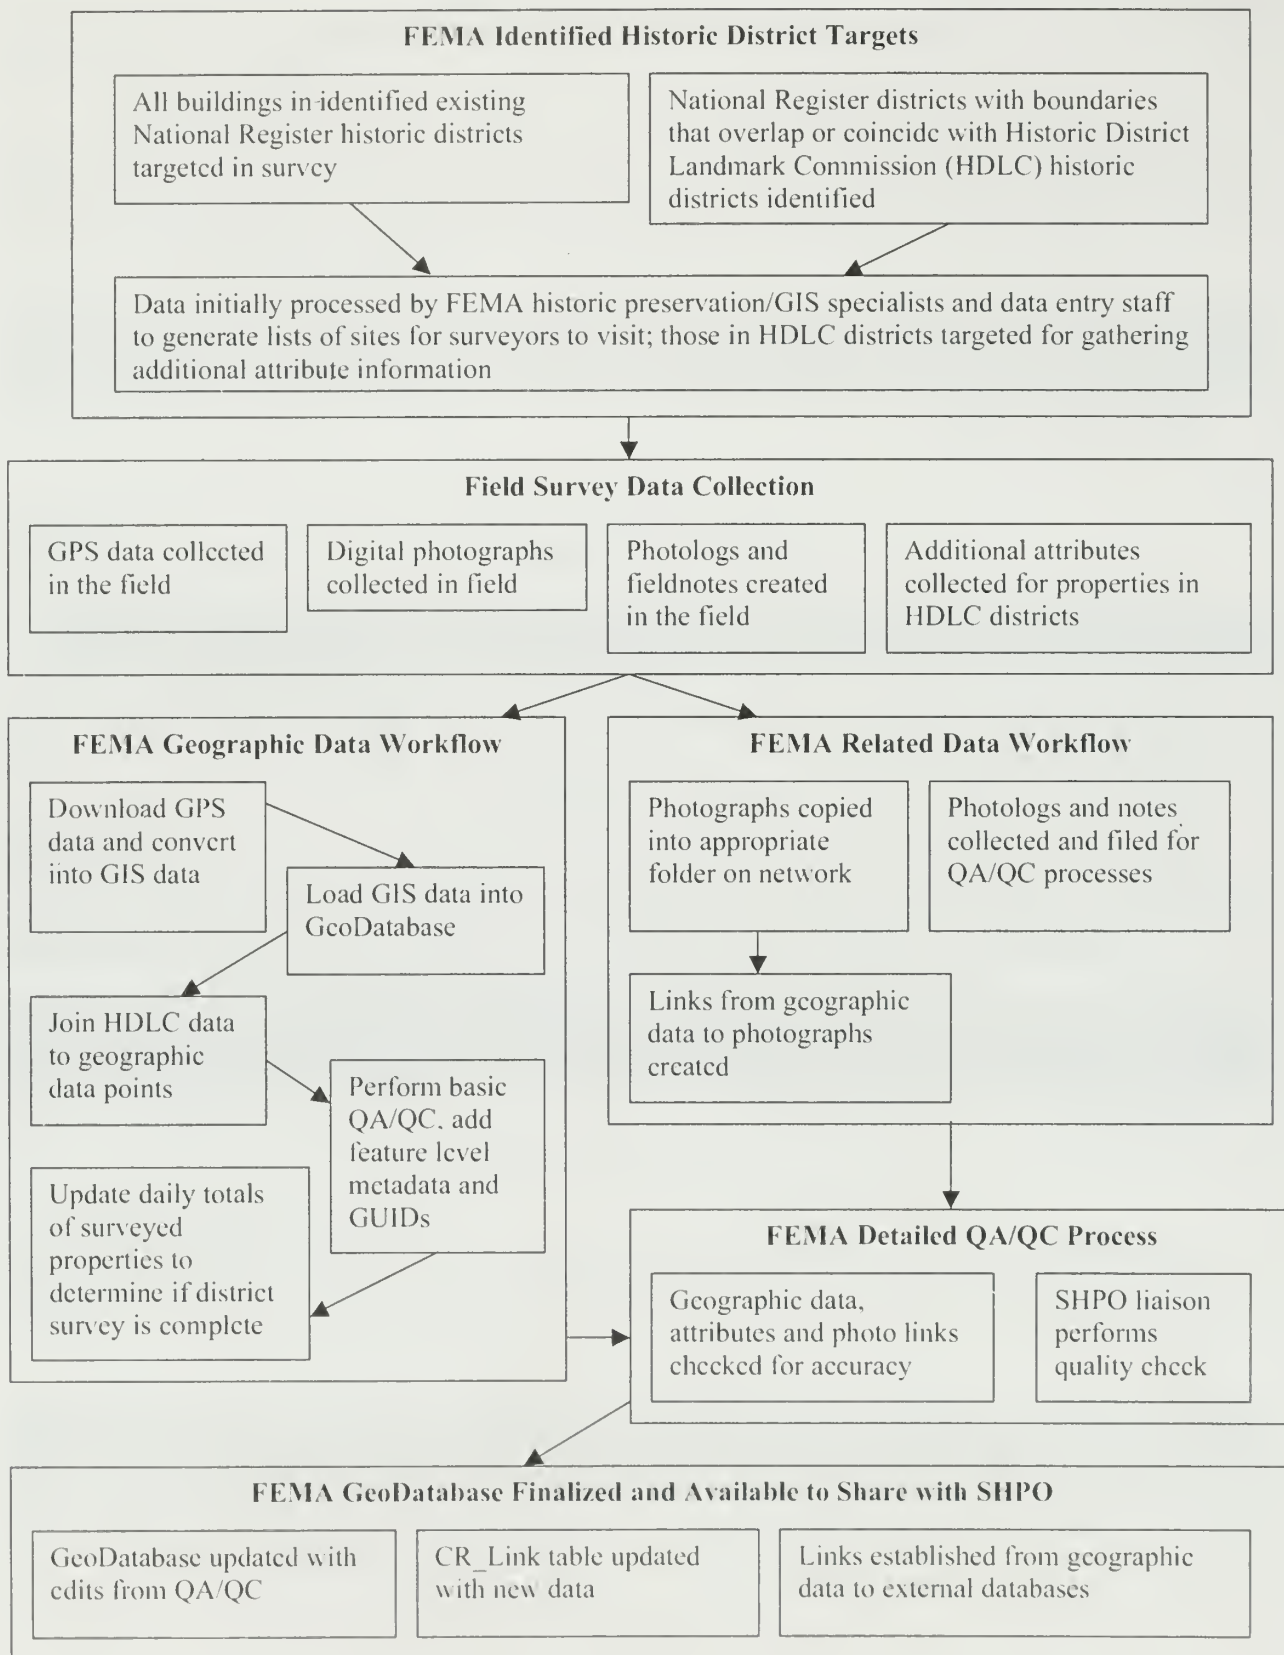 FEMA Identified Historic District Targets
All buildings in identified existing
National Register historic districts
targeted in survey
National Register districts with boundaries
that overlap or coincide with Historic District
Landmark Commission (HDLC) historic
districts identified
Data initially processed by FEMA historic preservation/GIS specialists and data entry staff
to generate lists of sites for surveyors to visit; those in HDLC districts targeted for gathering
additional attribute information
Field Survey Data Collection
GPS data collected
in the field
Digital photographs
collected in field
Photologs and
fieldnotes created
in the field
Additional attributes
collected for properties in
HDLC districts
FEMA Geographic Data Workflow
Download GPS
data and convert
into GIS data
Load GIS data into
GeoDatabase
Join HDLC data
to geographic
data points
Perform basic
QA/QC, add
feature level
metadata and
GUIDs
Update daily totals
of surveyed
properties to
determine if district
survey is complete
FEMA Related Data Workflow
Photographs copied
into appropriate
folder on network
Photologs and notes
collected and filed for
QA/QC processes
Links from geographic
data to photographs
created
FEMA Detailed QA/QC Process
Geographic data,
attributes and photo links
checked for accuracy
SHPO liaison
performs
quality check
FEMA GeoDatabase Finalized and Available to Share with SHPO
GeoDatabase updated with
edits from QA/QC
CR_Link table updated
with new data
Links established from geographic
data to external databases